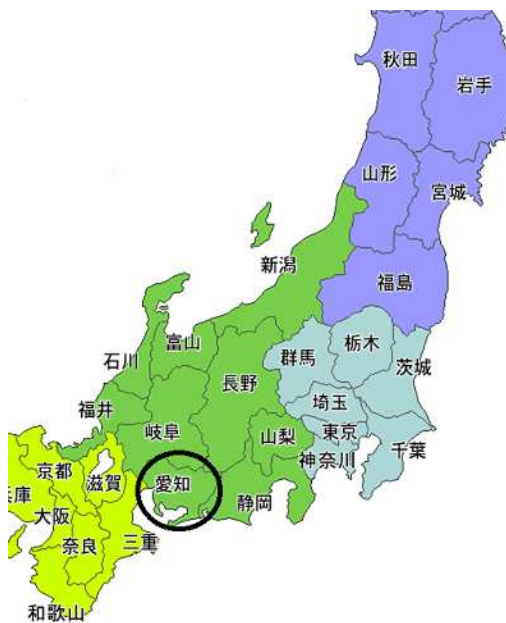 秋田
岩手
山形
宮城
新潟
福島
富山
石川
群馬
栃木
茨城
長野
福井
埼玉
岐阜
山梨
東京
千葉
神奈川
京都
滋賀
愛知
兵庫
静岡
大阪
奈良
三重
和歌山